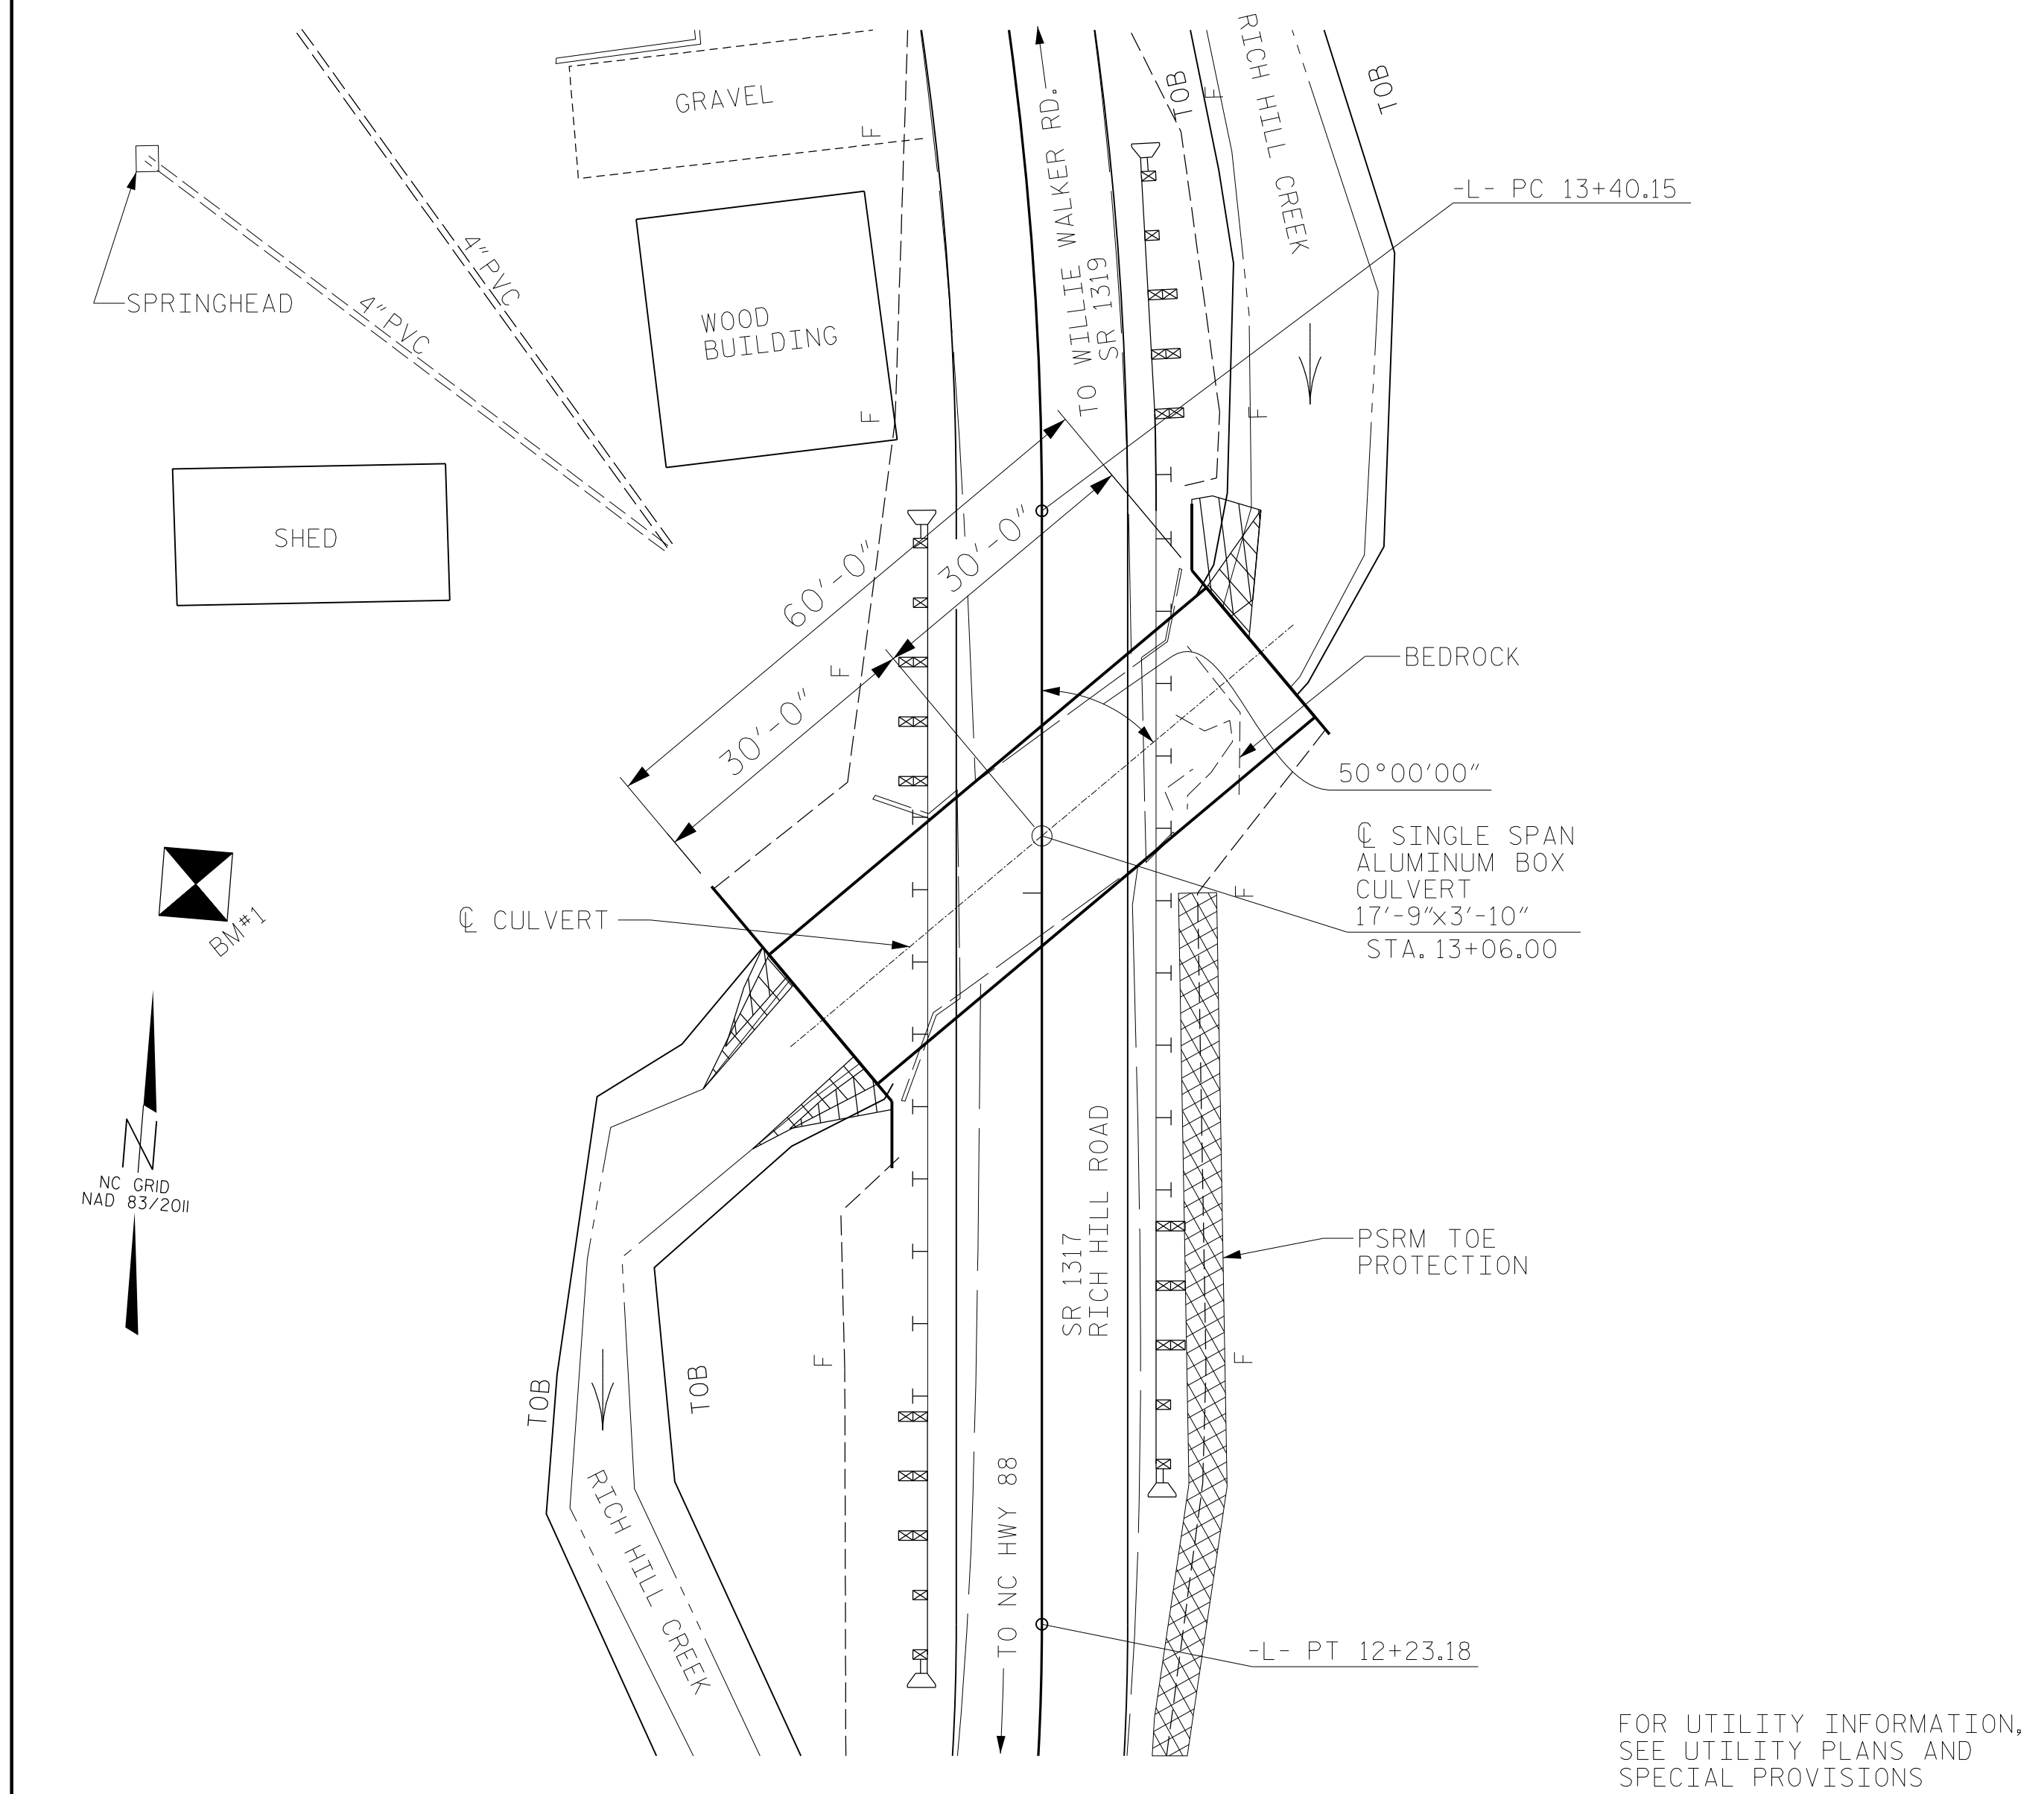 RICH HILL CREEK
TOB
TOB
F
GRAVEL
F
TO WILLIE WALKER RD.
SR 1319
-L- PC 13+40.15
4"PVC
4"PVC
SPRINGHEAD
WOOD
BUILDING
F
F
SHED
60'-0"
30'-0"
30'-0"
F
BEDROCK
50°00'00"
℄ SINGLE SPAN
ALUMINUM BOX
CULVERT
17'-9"x3'-10"
STA. 13+06.00
F
℄ CULVERT
BM#1
N
NC GRID
NAD 83/2011
SR 1317
RICH HILL ROAD
PSRM TOE
PROTECTION
F
F
TOB
TOB
RICH HILL CREEK
TO NC HWY 88
-L- PT 12+23.18
FOR UTILITY INFORMATION,
SEE UTILITY PLANS AND
SPECIAL PROVISIONS